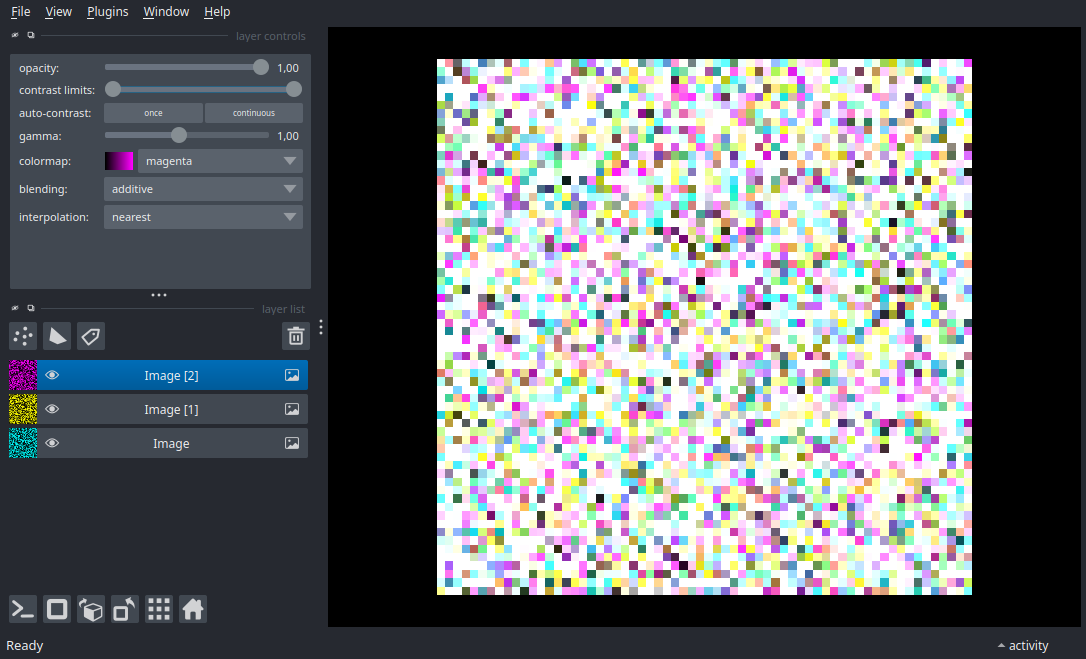 File View Plugins Window Help
layer controls
opacity: 1,00
contrast limits:
auto-contrast: once continuous
gamma: 1,00
colormap: magenta
blending: additive
interpolation: nearest
layer list
Image [2]
Image [1]
Image
Ready activity